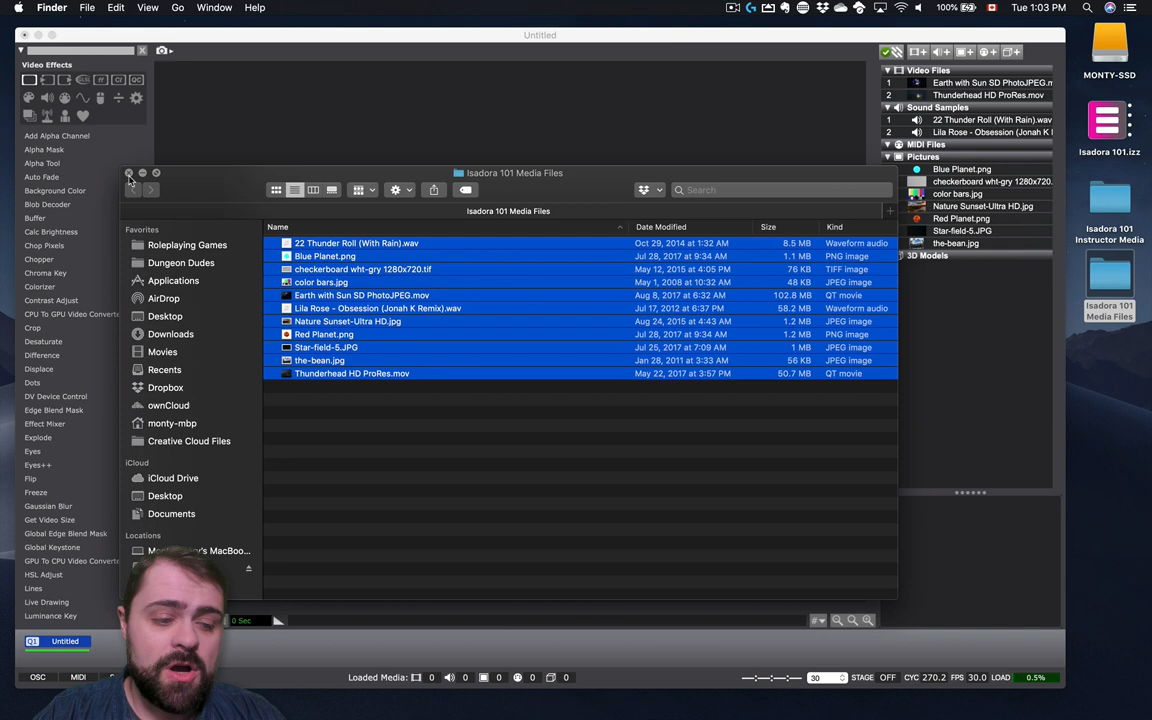 Finder File Edit View Go Window Help
100% Tue 1:03 PM
Untitled
Video Effects
Add Alpha Channel
Alpha Mask
Alpha Tool
Auto Fade
Background Color
Blob Decoder
Buffer
Calc Brightness
Chop Pixels
Chopper
Chroma Key
Colorizer
Contrast Adjust
CPU To GPU Video Converte
Crop
Desaturate
Difference
Displace
Dots
DV Device Control
Edge Blend Mask
Effect Mixer
Explode
Eyes
Eyes++
Flip
Freeze
Gaussian Blur
Get Video Size
Global Edge Blend Mask
Global Keystone
GPU To CPU Video Converte
HSL Adjust
Lines
Live Drawing
Luminance Key
Isadora 101 Media Files
Search
Isadora 101 Media Files
Favorites
Roleplaying Games
Dungeon Dudes
Applications
AirDrop
Desktop
Downloads
Movies
Recents
Dropbox
ownCloud
monty-mbp
Creative Cloud Files
iCloud
iCloud Drive
Desktop
Documents
Locations
Name Date Modified Size Kind
22 Thunder Roll (With Rain).wav Oct 29, 2014 at 1:32 AM 8.5 MB Waveform audio
Blue Planet.png Jul 28, 2017 at 9:34 AM 1.1 MB PNG image
checkerboard wht-gry 1280x720.tif May 12, 2015 at 4:05 PM 76 KB TIFF image
color bars.jpg May 1, 2008 at 10:32 AM 48 KB JPEG image
Earth with Sun SD PhotoJPEG.mov Aug 8, 2017 at 6:32 AM 102.8 MB QT movie
Lila Rose - Obsession (Jonah K Remix).wav Jul 17, 2012 at 6:37 PM 58.2 MB Waveform audio
Nature Sunset-Ultra HD.jpg Aug 24, 2015 at 4:43 AM 1.2 MB JPEG image
Red Planet.png Jul 28, 2017 at 9:34 AM 1.2 MB PNG image
Star-field-5.JPG Jul 25, 2017 at 7:09 AM 1 MB JPEG image
the-bean.jpg Jan 28, 2011 at 3:33 AM 56 KB JPEG image
Thunderhead HD ProRes.mov May 22, 2017 at 3:57 PM 50.7 MB QT movie
Video Files
1 Earth with Sun SD PhotoJPEG.m
2 Thunderhead HD ProRes.mov
Sound Samples
1 22 Thunder Roll (With Rain).wav
2 Lila Rose - Obsession (Jonah K
MIDI Files
Pictures
Blue Planet.png
checkerboard wht-gry 1280x720.
color bars.jpg
Nature Sunset-Ultra HD.jpg
Red Planet.png
Star-field-5.JPG
the-bean.jpg
3D Models
MONTY-SSD
Isadora 101.izz
Isadora 101
Instructor Media
Isadora 101
Media Files
0 Sec
Q1 Untitled
OSC MIDI
Loaded Media: 0 0 0 0 0
30 STAGE OFF CYC 270.2 FPS 30.0 LOAD 0.5%